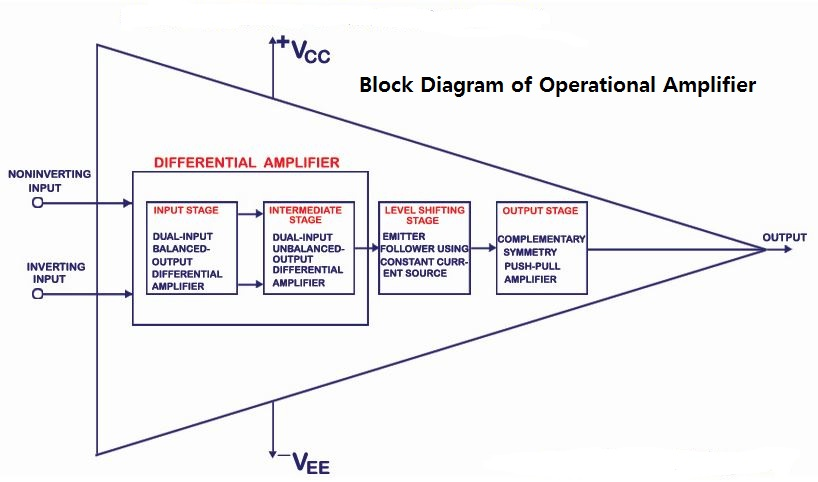 +VCC
Block Diagram of Operational Amplifier
DIFFERENTIAL AMPLIFIER
NONINVERTING
INPUT
INVERTING
INPUT
INPUT STAGE
DUAL-INPUT
BALANCED-
OUTPUT
DIFFERENTIAL
AMPLIFIER
INTERMEDIATE
STAGE
DUAL-INPUT
UNBALANCED-
OUTPUT
DIFFERENTIAL
AMPLIFIER
LEVEL SHIFTING
STAGE
EMITTER
FOLLOWER USING
CONSTANT CURR-
ENT SOURCE
OUTPUT STAGE
COMPLEMENTARY
SYMMETRY
PUSH-PULL
AMPLIFIER
OUTPUT
-VEE